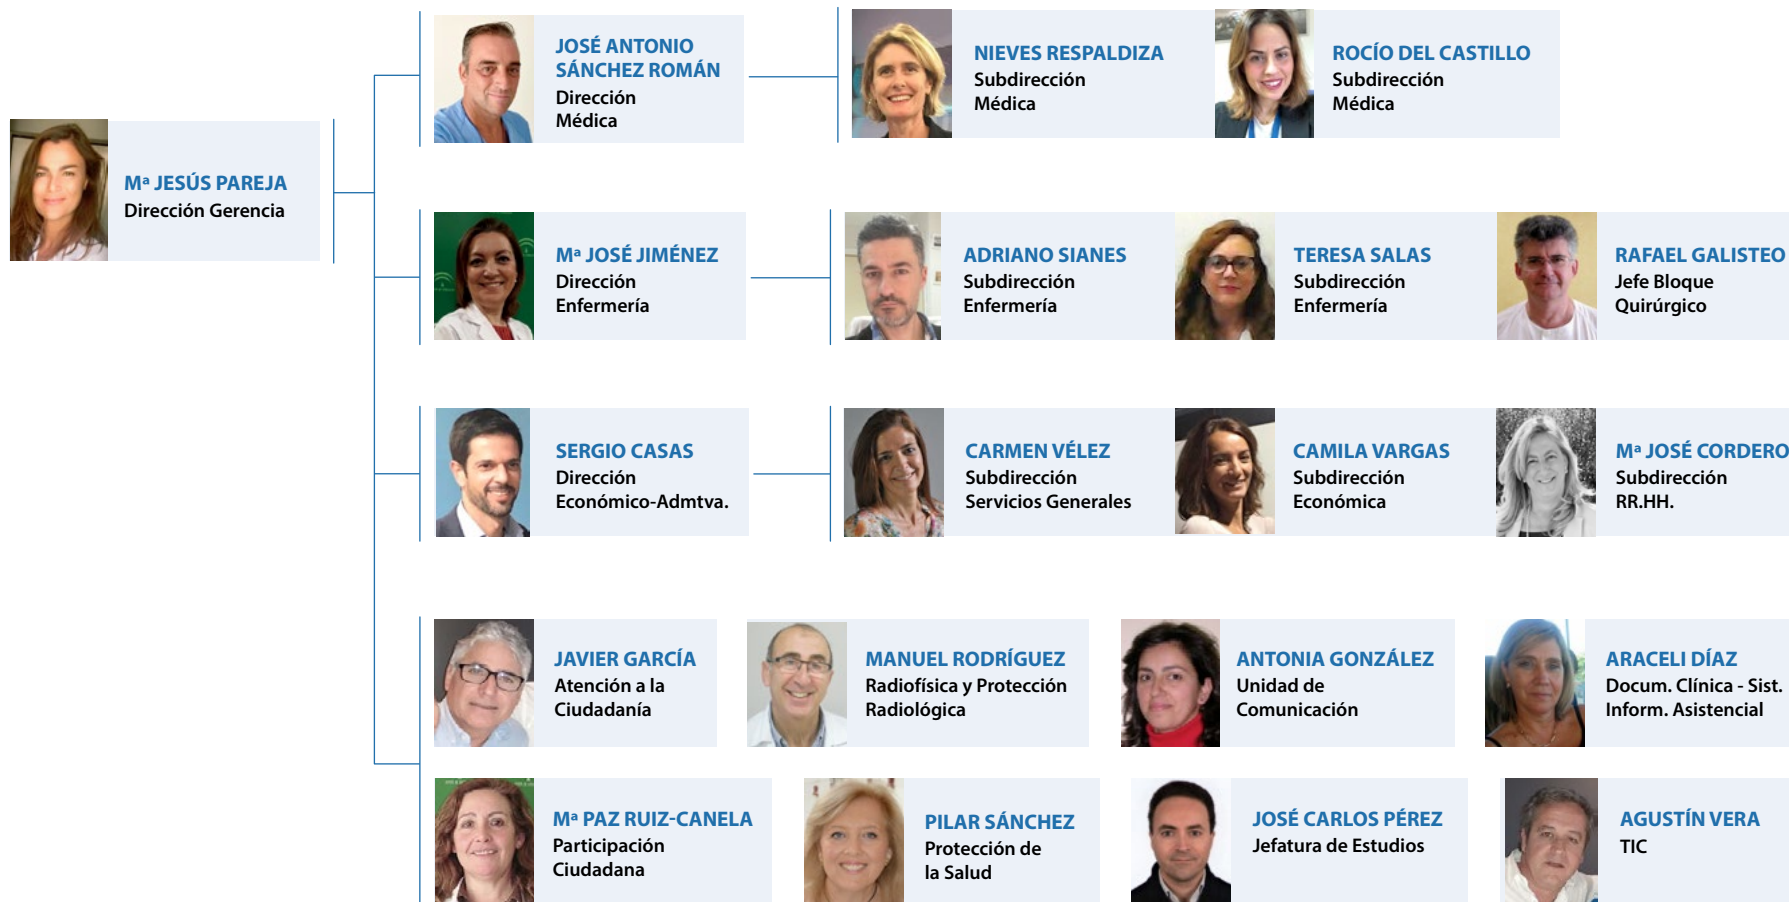 JOSÉ ANTONIO
SÁNCHEZ ROMÁN
Dirección
Médica
NIEVES RESPALDIZA
Subdirección
Médica
ROCÍO DEL CASTILLO
Subdirección
Médica
Mª JESÚS PAREJA
Dirección Gerencia
Mª JOSÉ JIMÉNEZ
Dirección
Enfermería
ADRIANO SIANES
Subdirección
Enfermería
TERESA SALAS
Subdirección
Enfermería
RAFAEL GALISTEO
Jefe Bloque
Quirúrgico
SERGIO CASAS
Dirección
Económico-Admtva.
CARMEN VÉLEZ
Subdirección
Servicios Generales
CAMILA VARGAS
Subdirección
Económica
Mª JOSÉ CORDERO
Subdirección
RR.HH.
JAVIER GARCÍA
Atención a la
Ciudadanía
MANUEL RODRÍGUEZ
Radiofísica y Protección
Radiológica
ANTONIA GONZÁLEZ
Unidad de
Comunicación
ARACELI DÍAZ
Docum. Clínica - Sist.
Inform. Asistencial
Mª PAZ RUIZ-CANELA
Participación
Ciudadana
PILAR SÁNCHEZ
Protección de
la Salud
JOSÉ CARLOS PÉREZ
Jefatura de Estudios
AGUSTÍN VERA
TIC